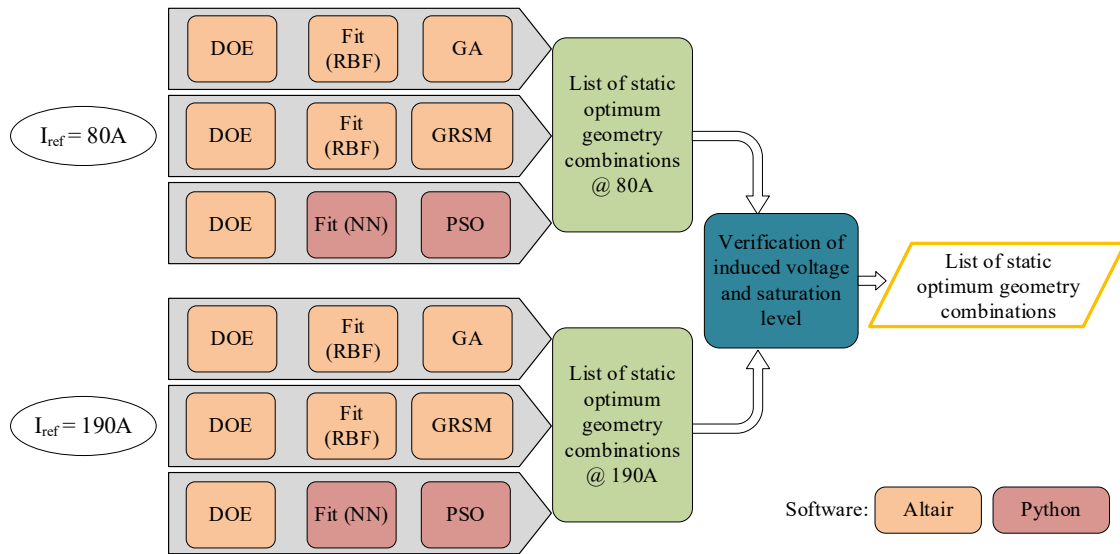 DOE
Fit
(RBF)
GA
I_ref = 80A
DOE
Fit
(RBF)
GRSM
DOE
Fit (NN)
PSO
List of static
optimum
geometry
combinations
@ 80A
Verification of
induced voltage
and saturation
level
List of static
optimum geometry
combinations
DOE
Fit
(RBF)
GA
I_ref = 190A
DOE
Fit
(RBF)
GRSM
DOE
Fit (NN)
PSO
List of static
optimum
geometry
combinations
@ 190A
Software:
Altair
Python